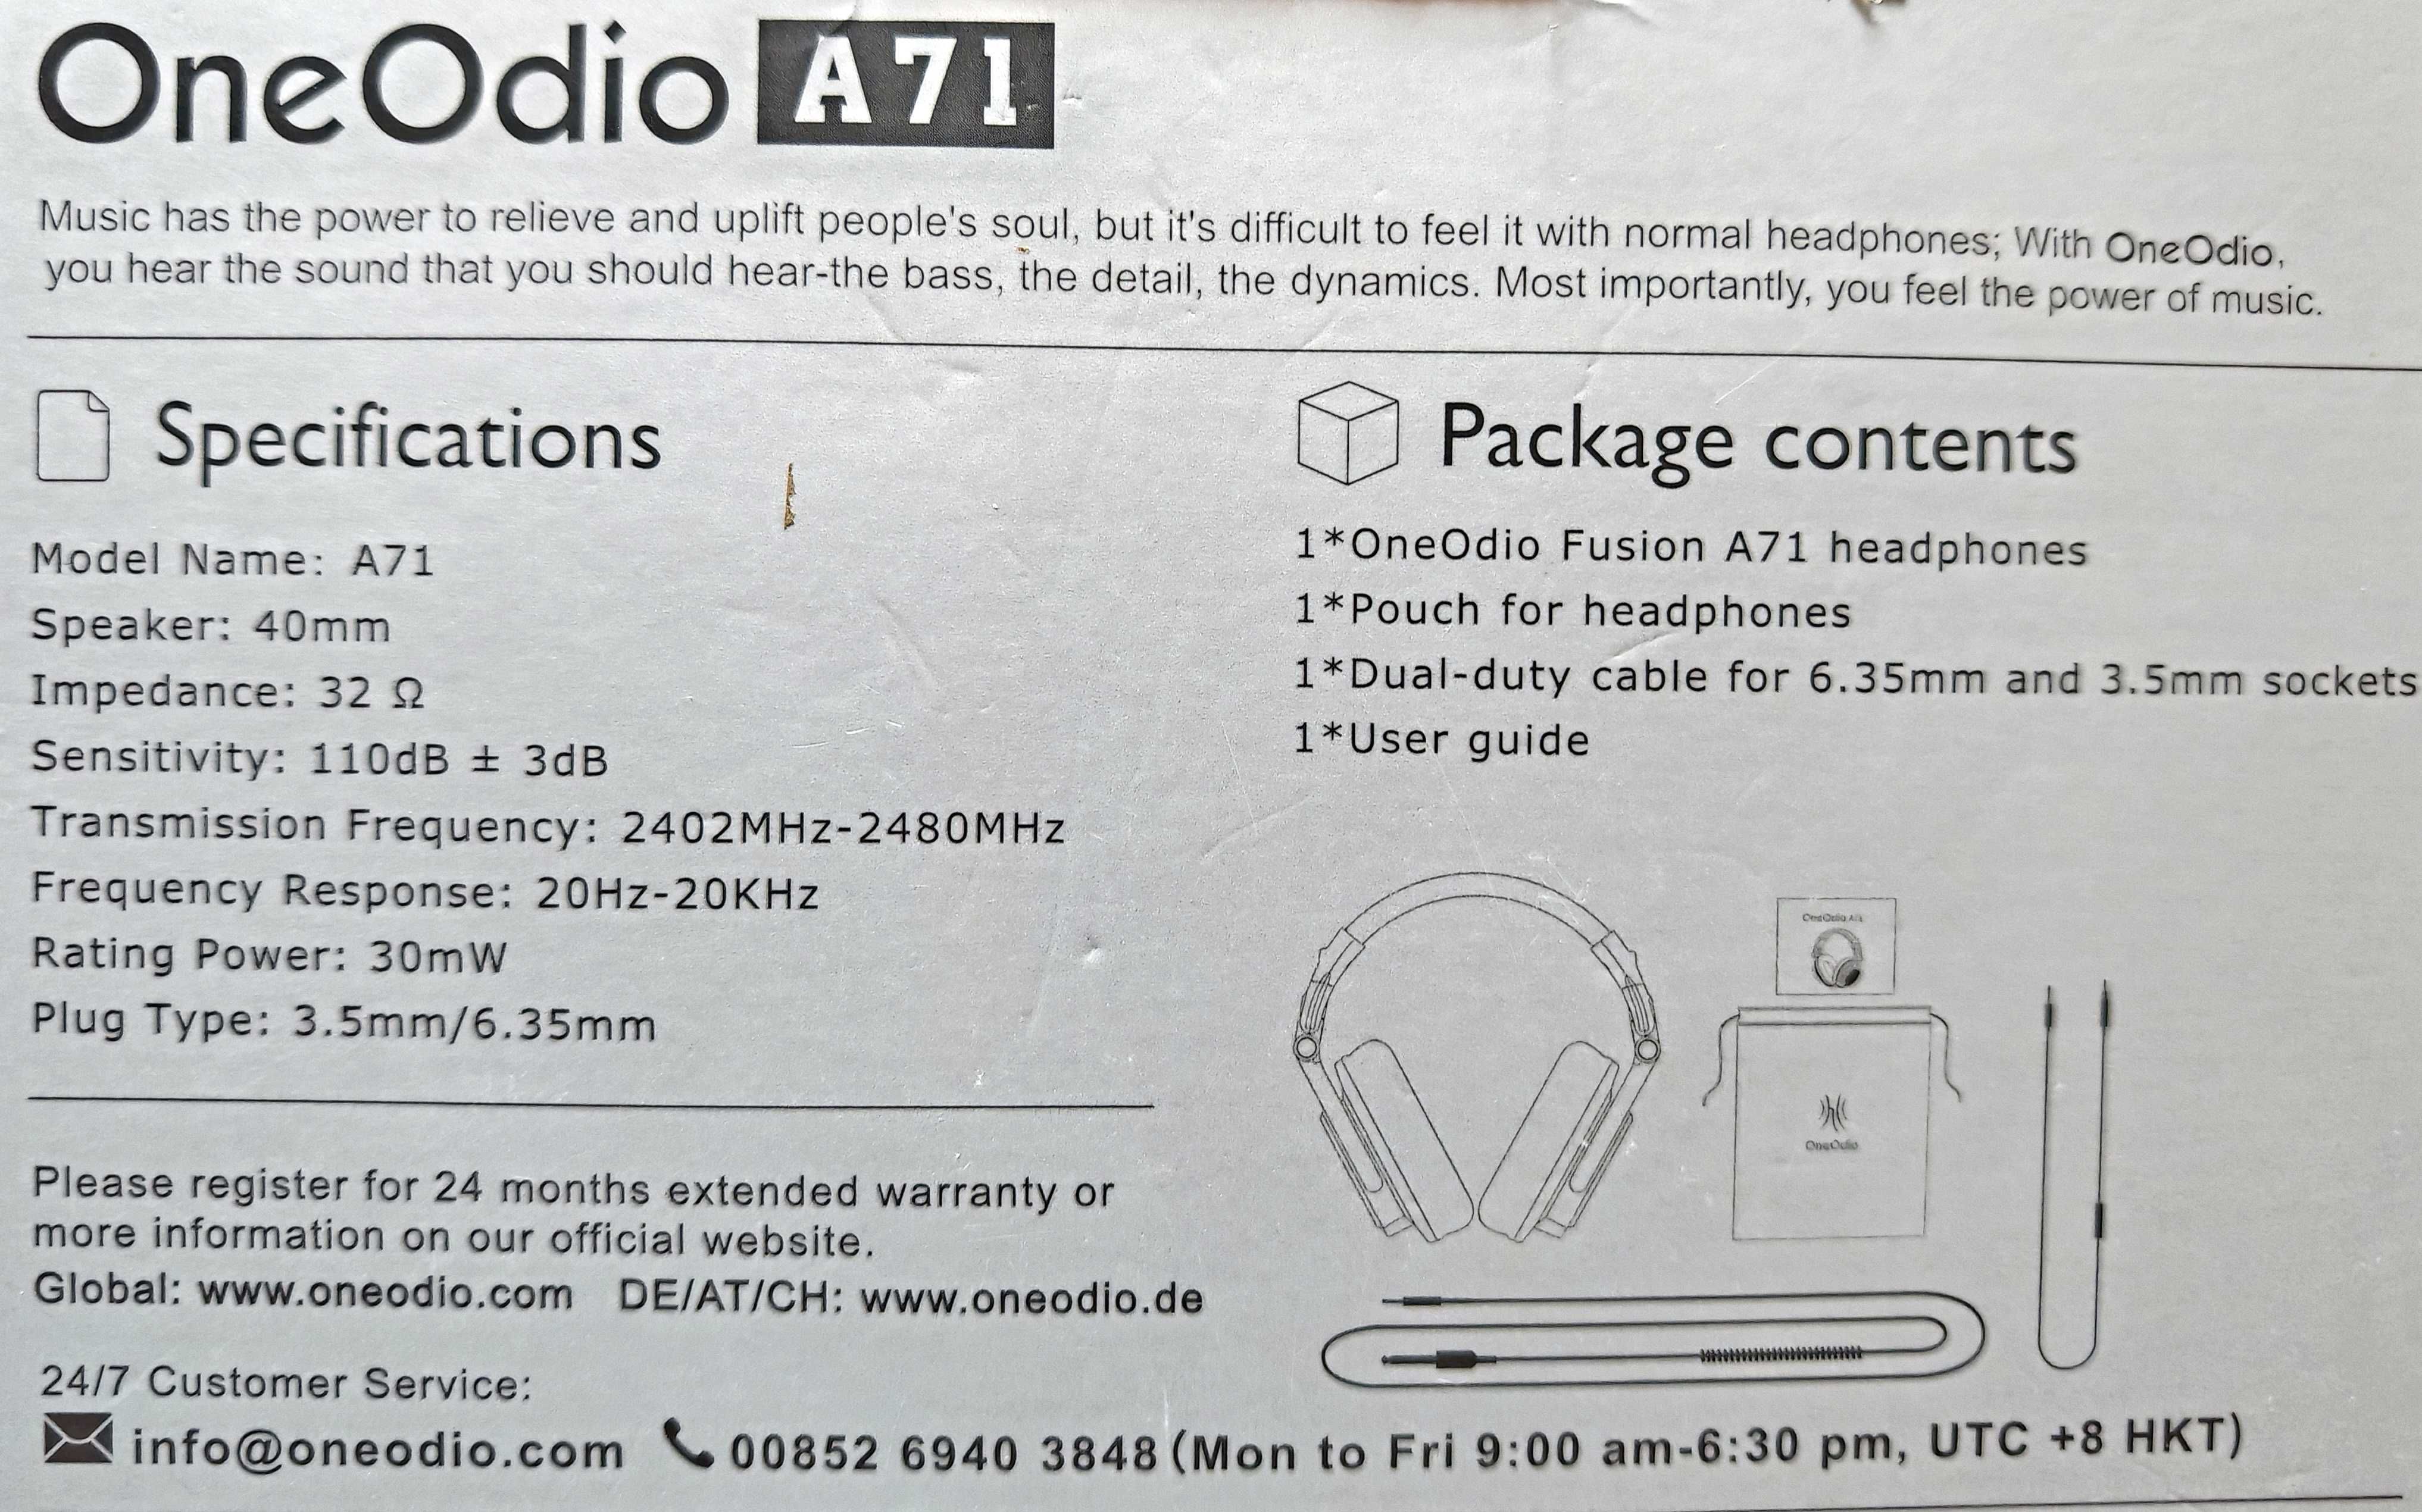 OneOdio A71
Music has the power to relieve and uplift people's soul, but it's difficult to feel it with normal headphones; With OneOdio,
you hear the sound that you should hear-the bass, the detail, the dynamics. Most importantly, you feel the power of music.
Specifications
Model Name: A71
Speaker: 40mm
Impedance: 32 Ω
Sensitivity: 110dB ± 3dB
Transmission Frequency: 2402MHz-2480MHz
Frequency Response: 20Hz-20KHz
Rating Power: 30mW
Plug Type: 3.5mm/6.35mm
Please register for 24 months extended warranty or
more information on our official website.
Global: www.oneodio.com DE/AT/CH: www.oneodio.de
Package contents
1*OneOdio Fusion A71 headphones
1*Pouch for headphones
1*Dual-duty cable for 6.35mm and 3.5mm sockets
1*User guide
OneOdio A71
OneOdio
24/7 Customer Service:
info@oneodio.com 00852 6940 3848 (Mon to Fri 9:00 am-6:30 pm, UTC +8 HKT)